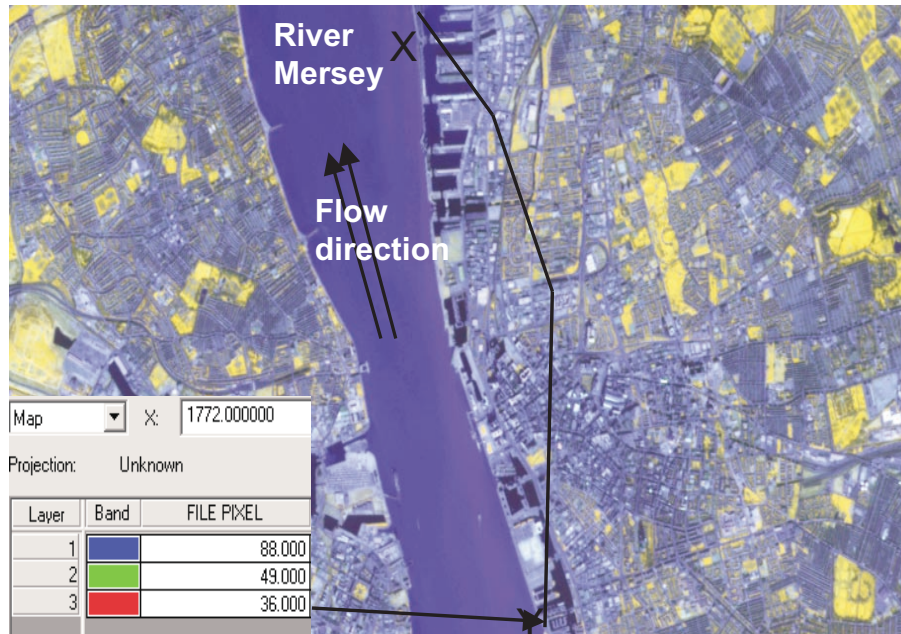 River
Mersey
X
Flow
direction
Map X: 1772.000000
Projection: Unknown
Layer Band FILE PIXEL
1 88.000
2 49.000
3 36.000